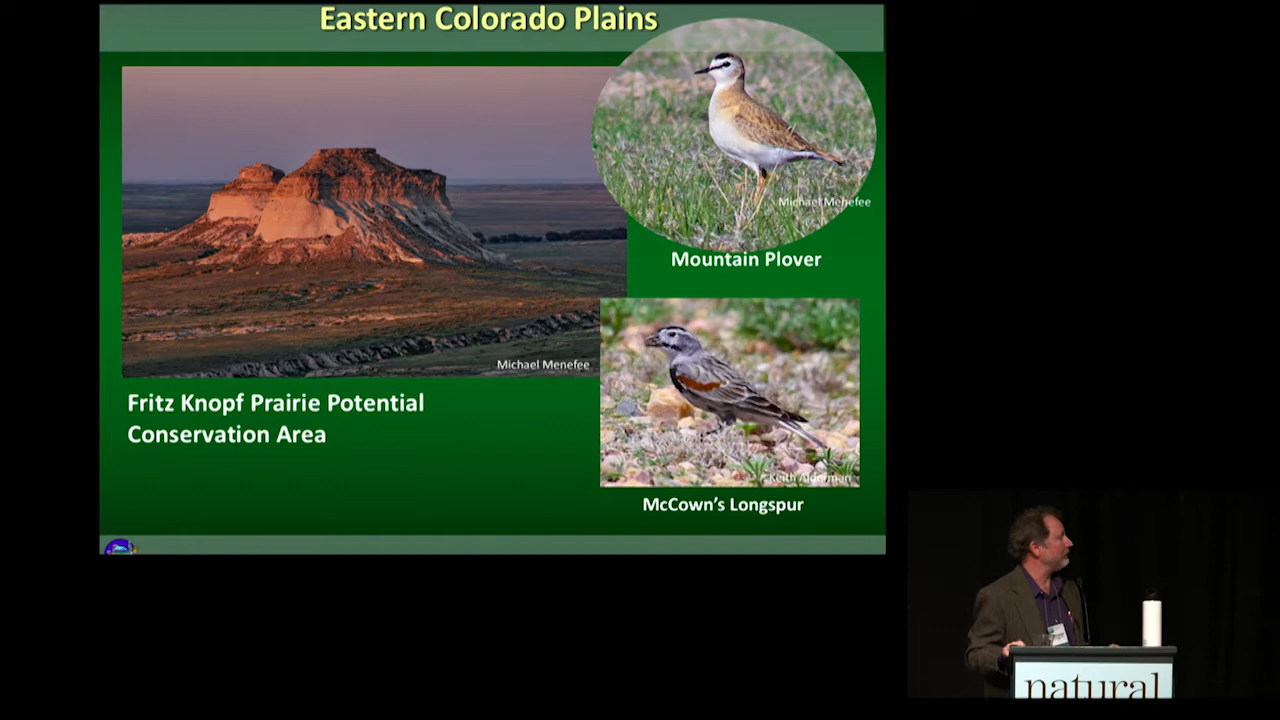 Eastern Colorado Plains
Michael Menefee
Mountain Plover
Michael Menefee
Fritz Knopf Prairie Potential
Conservation Area
Keith Alderman
McCown's Longspur
natural